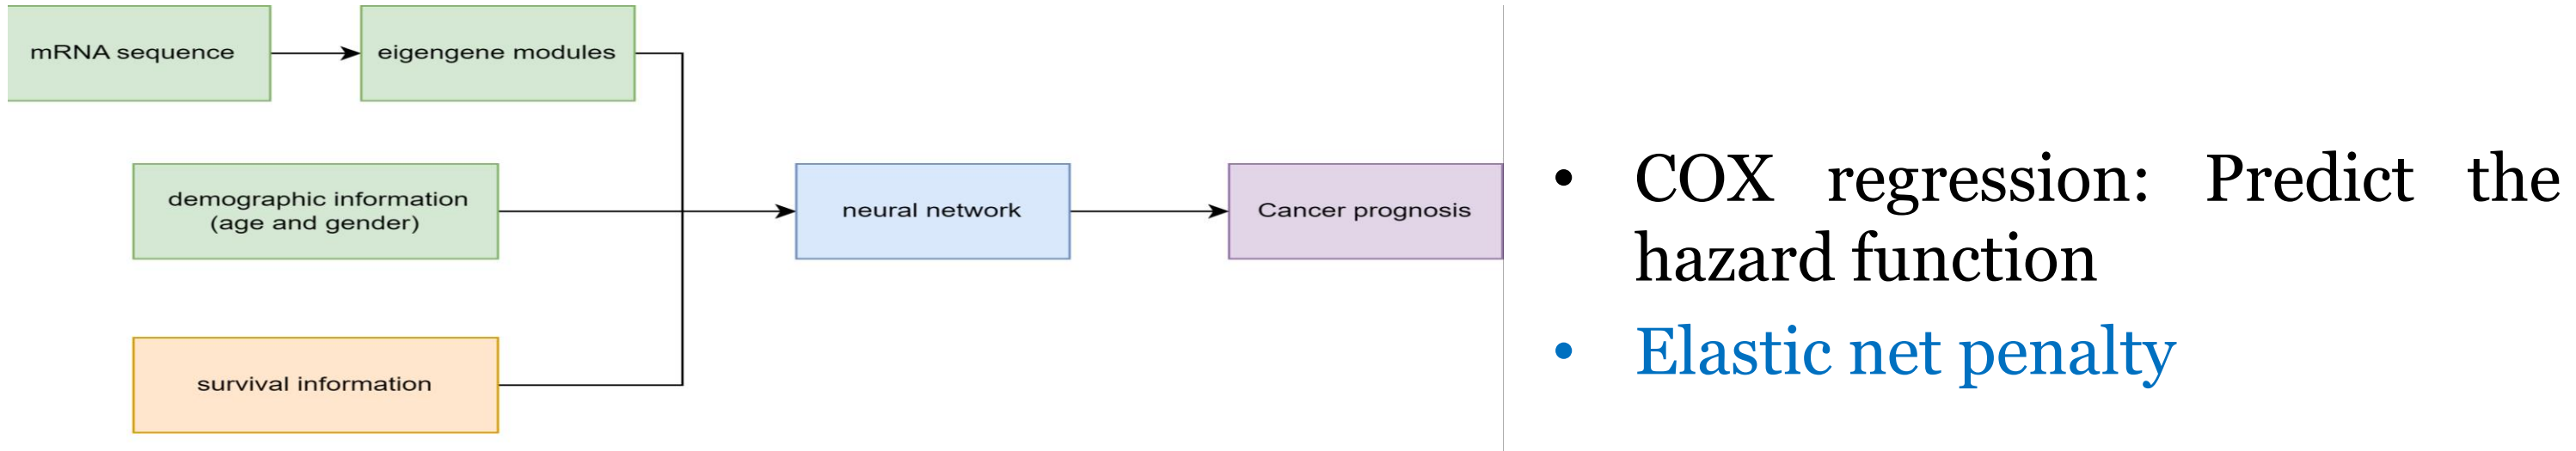 mRNA sequence
eigengene modules
demographic information
(age and gender)
neural network
Cancer prognosis
survival information
• COX regression: Predict the
hazard function
• Elastic net penalty